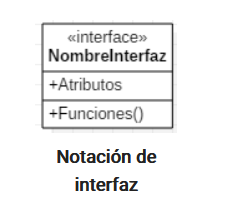 «interface»
NombreInterfaz
+Atributos
+Funciones()
Notación de
interfaz